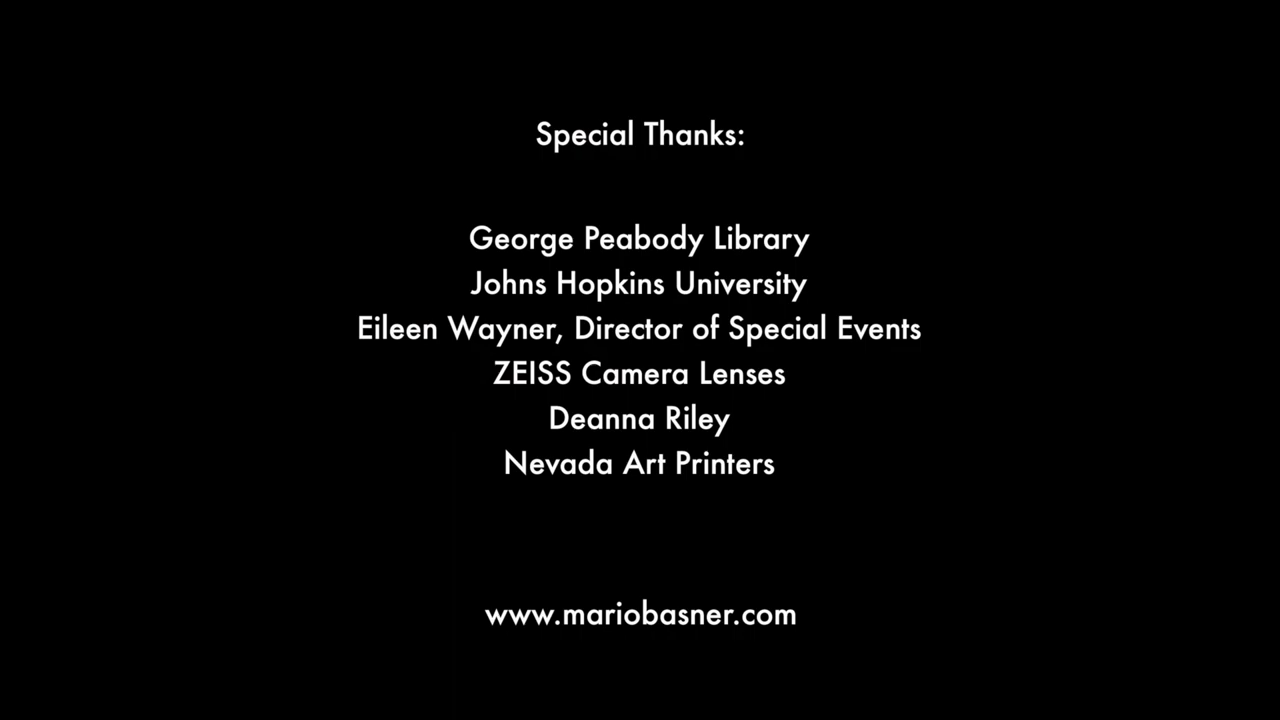 Special Thanks:
George Peabody Library
Johns Hopkins University
Eileen Wayner, Director of Special Events
ZEISS Camera Lenses
Deanna Riley
Nevada Art Printers
www.mariobasner.com